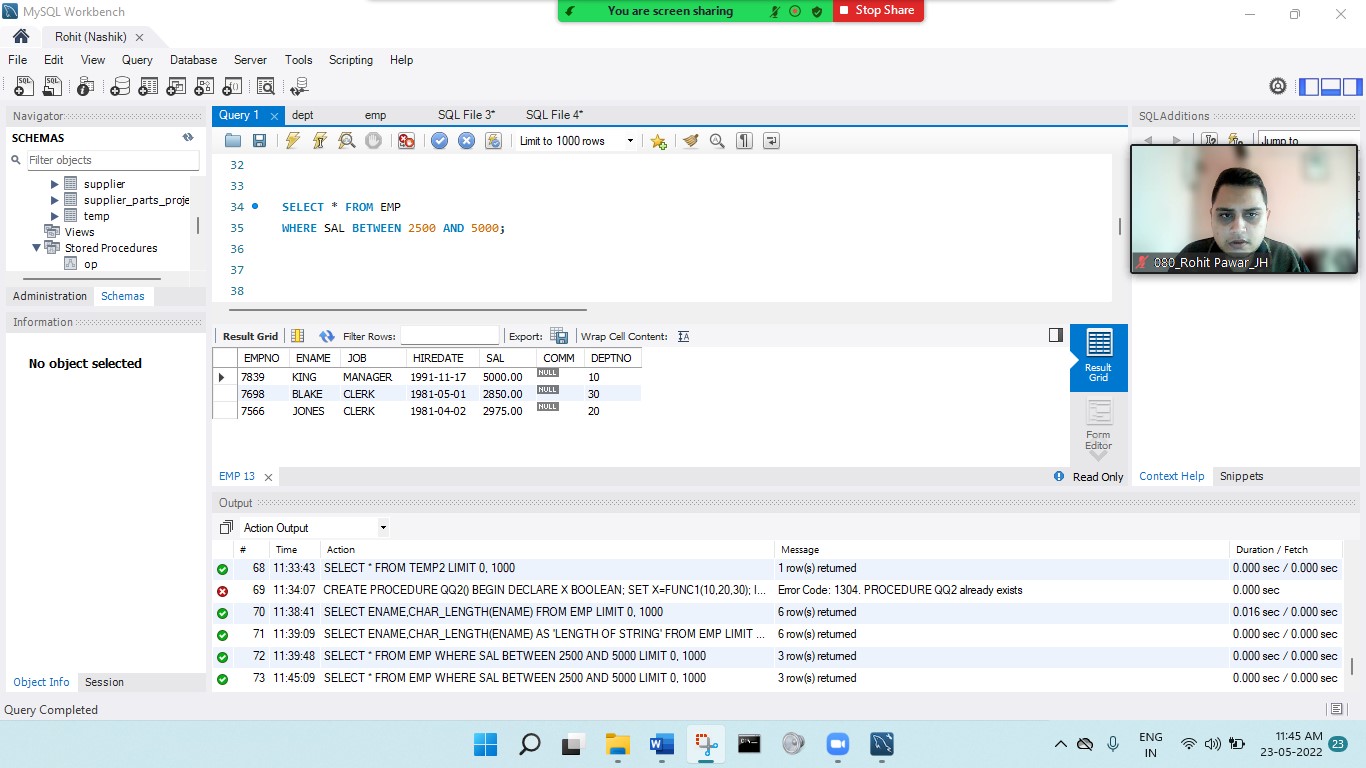 MySQL Workbench
You are screen sharing
Stop Share
Rohit (Nashik)
File Edit View Query Database Server Tools Scripting Help
Navigator
SCHEMAS
Filter objects
supplier
supplier_parts_proje
temp
Views
Stored Procedures
op
Administration Schemas
Information
No object selected
Object Info Session
Query 1 dept emp SQL File 3* SQL File 4*
Limit to 1000 rows
32
33
34 SELECT * FROM EMP
35 WHERE SAL BETWEEN 2500 AND 5000;
36
37
38
Result Grid Filter Rows: Export: Wrap Cell Content:
EMPNO ENAME JOB HIREDATE SAL COMM DEPTNO
7839 KING MANAGER 1991-11-17 5000.00 NULL 10
7698 BLAKE CLERK 1981-05-01 2850.00 NULL 30
7566 JONES CLERK 1981-04-02 2975.00 NULL 20
Result
Grid
Form
Editor
EMP 13
Read Only
SQLAdditions
Jump to
080_Rohit Pawar_JH
Context Help Snippets
Output
Action Output
# Time Action Message Duration / Fetch
68 11:33:43 SELECT * FROM TEMP2 LIMIT 0, 1000 1 row(s) returned 0.000 sec / 0.000 sec
69 11:34:07 CREATE PROCEDURE QQ2() BEGIN DECLARE X BOOLEAN; SET X=FUNC1(10,20,30); I... Error Code: 1304. PROCEDURE QQ2 already exists 0.000 sec
70 11:38:41 SELECT ENAME,CHAR_LENGTH(ENAME) FROM EMP LIMIT 0, 1000 6 row(s) returned 0.016 sec / 0.000 sec
71 11:39:09 SELECT ENAME,CHAR_LENGTH(ENAME) AS 'LENGTH OF STRING' FROM EMP LIMIT ... 6 row(s) returned 0.000 sec / 0.000 sec
72 11:39:48 SELECT * FROM EMP WHERE SAL BETWEEN 2500 AND 5000 LIMIT 0, 1000 3 row(s) returned 0.000 sec / 0.000 sec
73 11:45:09 SELECT * FROM EMP WHERE SAL BETWEEN 2500 AND 5000 LIMIT 0, 1000 3 row(s) returned 0.000 sec / 0.000 sec
Query Completed
ENG
IN
11:45 AM
23-05-2022
23